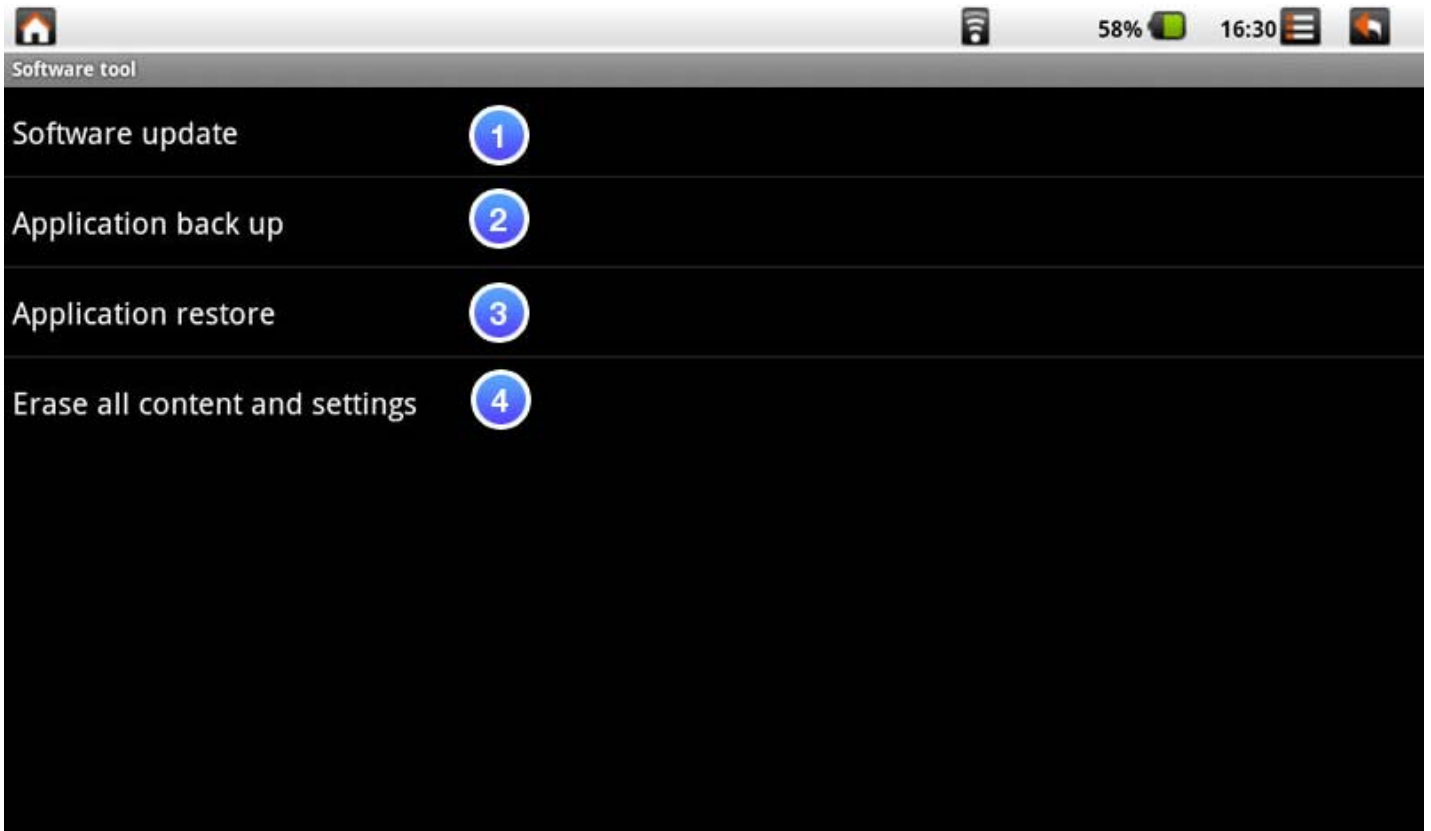 58% 16:30
Software tool
Software update 1
Application back up 2
Application restore 3
Erase all content and settings 4